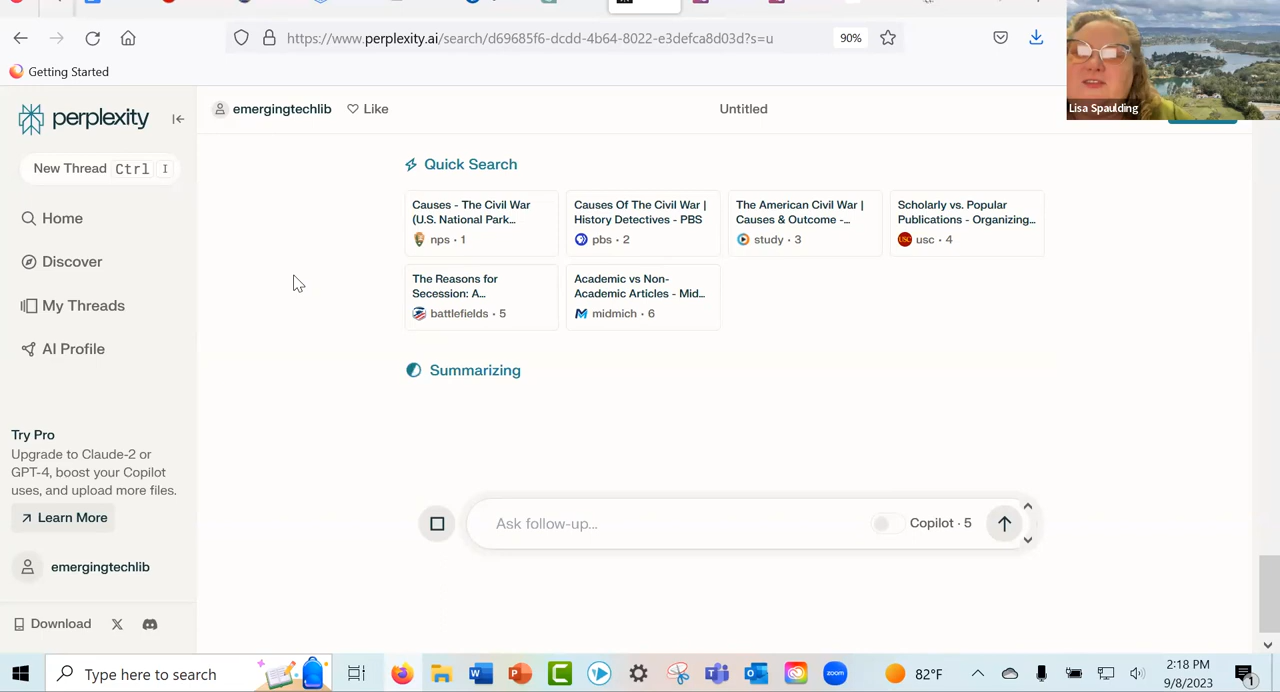 https://www.perplexity.ai/search/d69685f6-dcdd-4b64-8022-e3defca8d03d?s=u
90%
Getting Started
Lisa Spaulding
perplexity
emergingtechlib
Like
Untitled
New Thread Ctrl I
Home
Discover
My Threads
AI Profile
Try Pro
Upgrade to Claude-2 or
GPT-4, boost your Copilot
uses, and upload more files.
Learn More
emergingtechlib
Download
Quick Search
Causes - The Civil War
(U.S. National Park...
nps · 1
Causes Of The Civil War |
History Detectives - PBS
pbs · 2
The American Civil War |
Causes & Outcome -...
study · 3
Scholarly vs. Popular
Publications - Organizing...
USC
usc · 4
The Reasons for
Secession: A...
battlefields · 5
Academic vs Non-
Academic Articles - Mid...
midmich · 6
Summarizing
Ask follow-up...
Copilot · 5
Type here to search
zoom
82°F
2:18 PM
9/8/2023
1